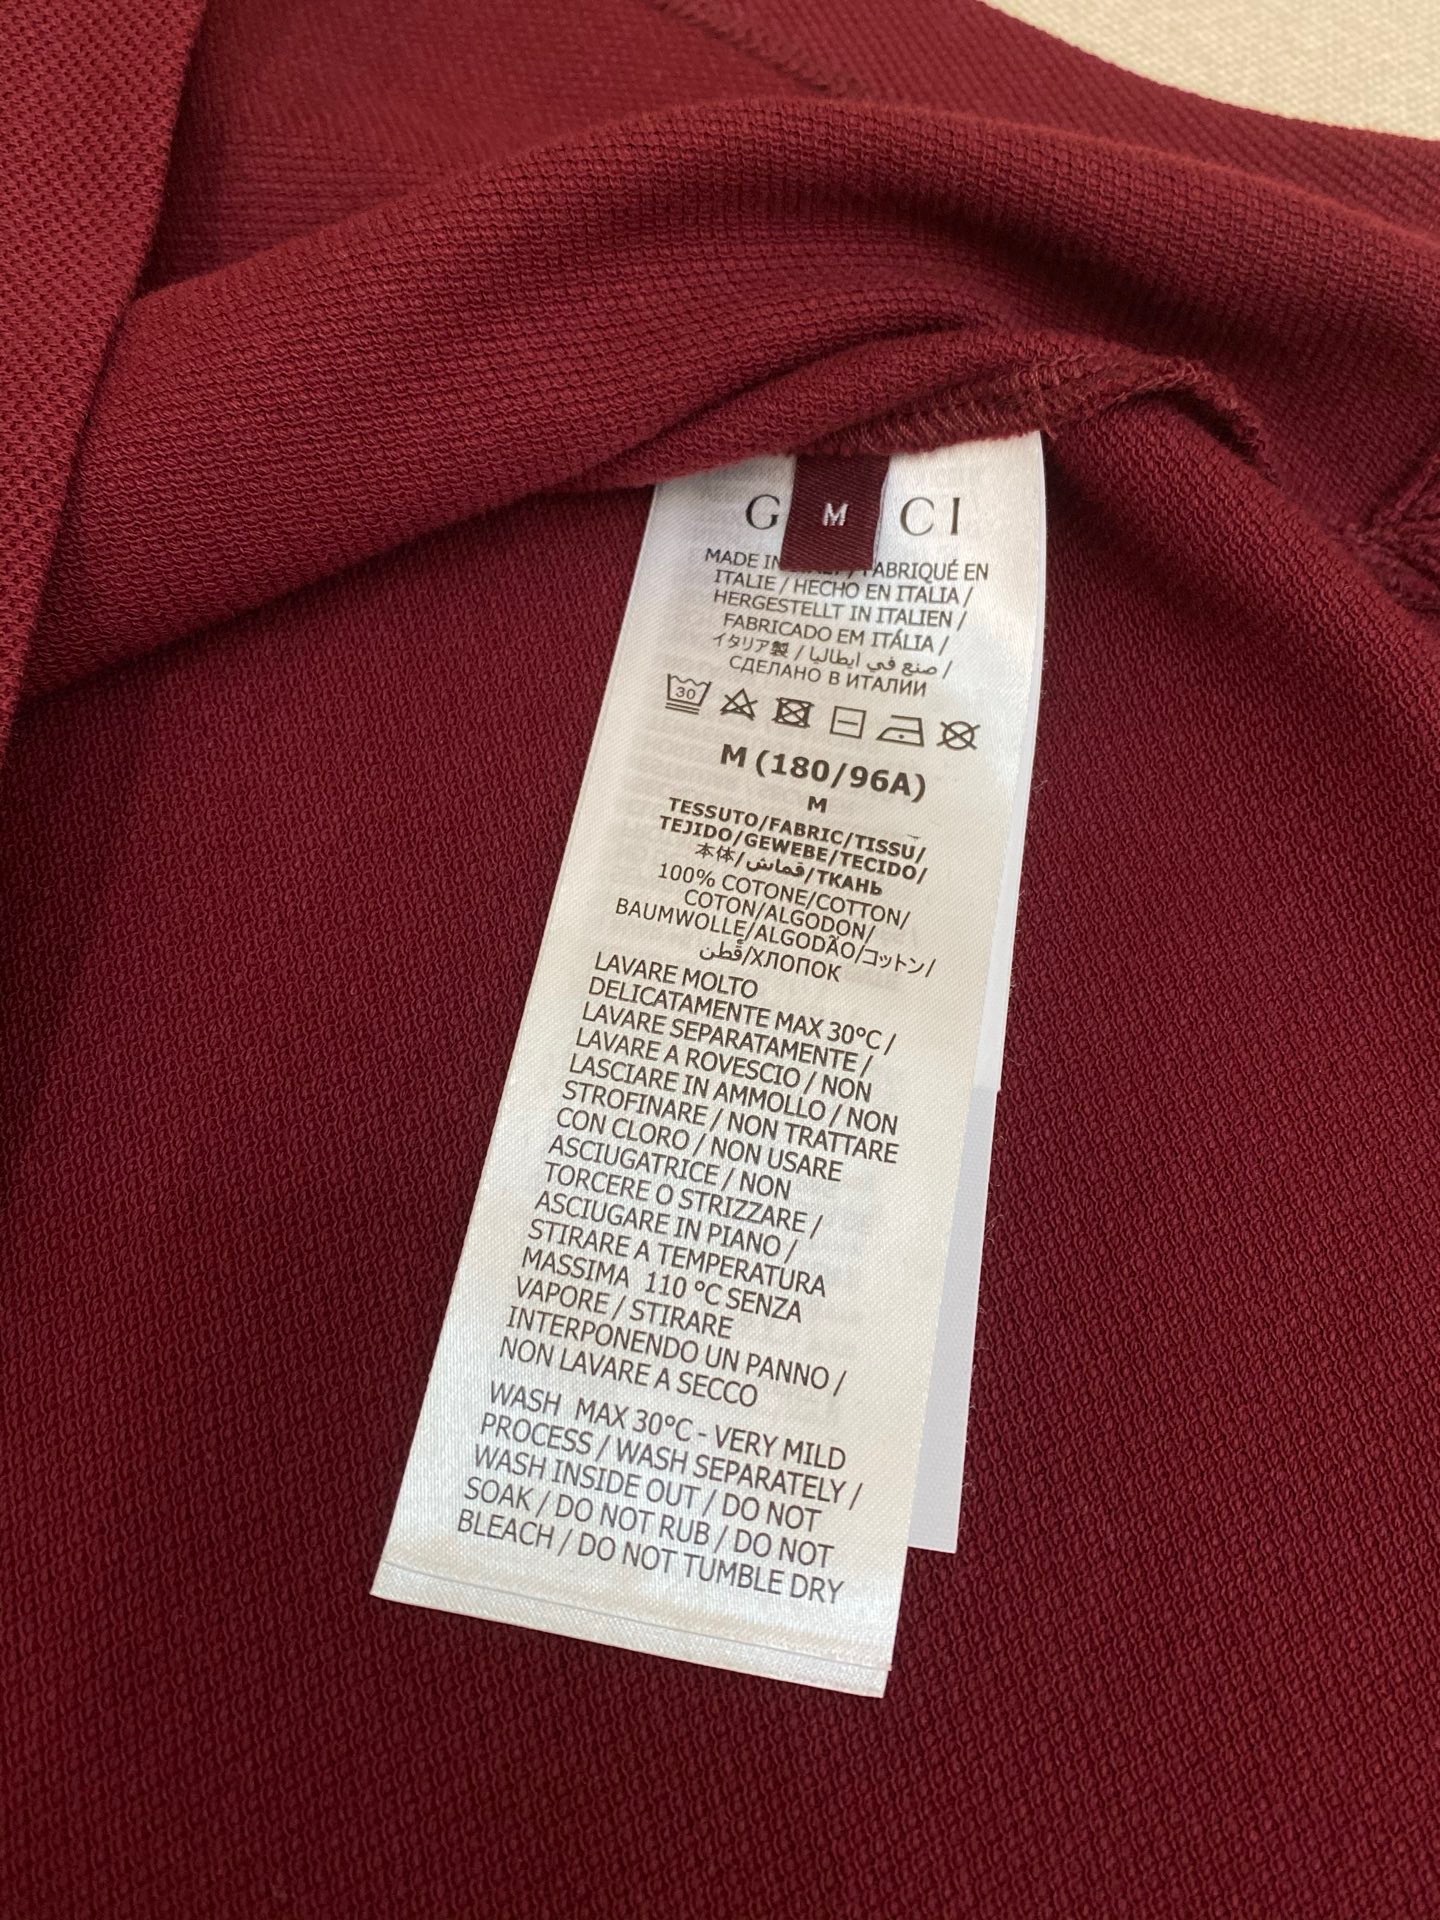 G CI
M
MADE IN / FABRIQUÉ EN
ITALIE / HECHO EN ITALIA /
HERGESTELLT IN ITALIEN /
FABRICADO EM ITÁLIA /
イタリア製 / صنع في ايطاليا /
СДЕЛАНО В ИТАЛИИ
30
M (180/96A)
M
TESSUTO/FABRIC/TISSU/
TEJIDO/GEWEBE/TECIDO/
本体/قماش/ТКАНЬ
100% COTONE/COTTON/
COTON/ALGODON/
BAUMWOLLE/ALGODÃO/コットン/
قُطن/ХЛОПОК
LAVARE MOLTO
DELICATAMENTE MAX 30°C /
LAVARE SEPARATAMENTE /
LAVARE A ROVESCIO / NON
LASCIARE IN AMMOLLO / NON
STROFINARE / NON TRATTARE
CON CLORO / NON USARE
ASCIUGATRICE / NON
TORCERE O STRIZZARE /
ASCIUGARE IN PIANO /
STIRARE A TEMPERATURA
MASSIMA 110 °C SENZA
VAPORE / STIRARE
INTERPONENDO UN PANNO /
NON LAVARE A SECCO
WASH MAX 30°C - VERY MILD
PROCESS / WASH SEPARATELY /
WASH INSIDE OUT / DO NOT
SOAK / DO NOT RUB / DO NOT
BLEACH / DO NOT TUMBLE DRY